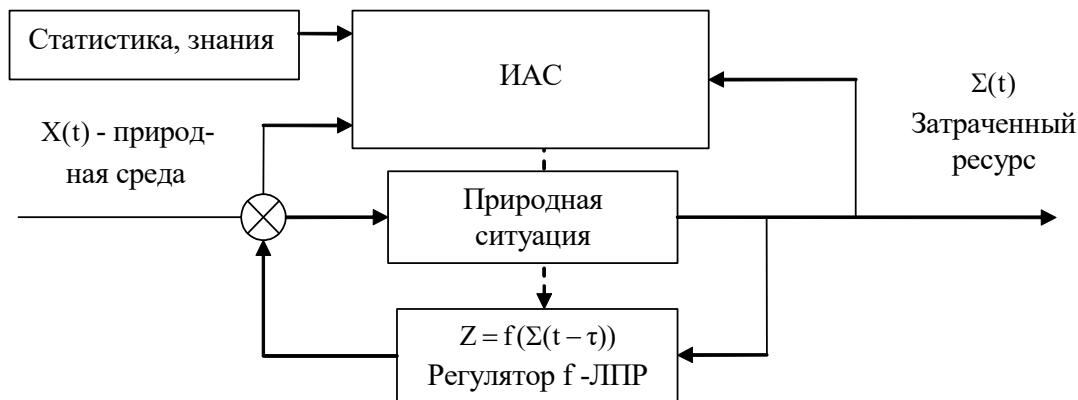 Статистика, знания
ИАС
Σ(t)
Затраченный
ресурс
X(t) - природ-
ная среда
Природная
ситуация
Z = f(Σ(t − τ))
Регулятор f -ЛПР